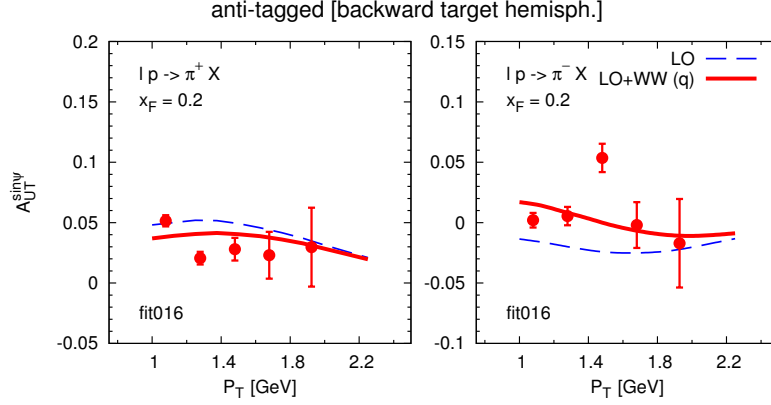 anti-tagged [backward target hemisph.]
A_UT^sinψ
0.2
0.15
0.1
0.05
0
-0.05
l p -> π⁺ X
x_F = 0.2
fit016
1
1.4
1.8
2.2
P_T [GeV]
0.15
0.1
0.05
0
-0.05
-0.1
l p -> π⁻ X
x_F = 0.2
LO
LO+WW (q)
fit016
1
1.4
1.8
2.2
P_T [GeV]